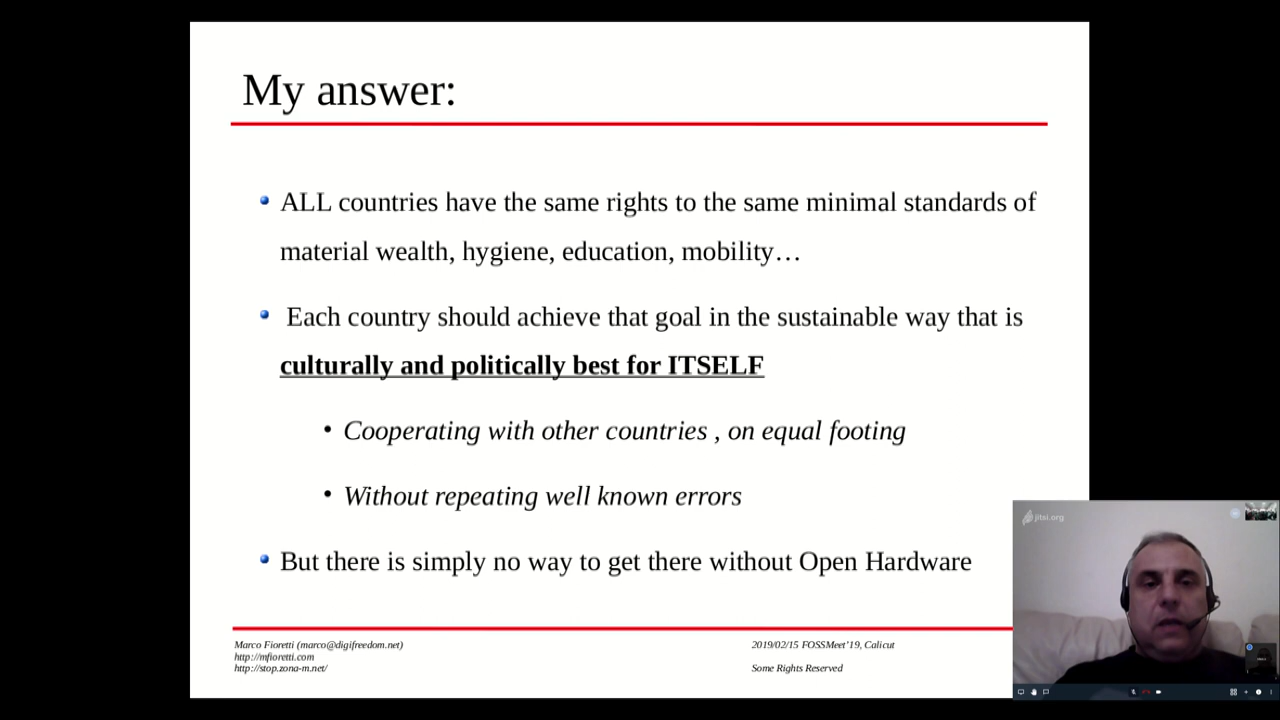 My answer:
ALL countries have the same rights to the same minimal standards of
material wealth, hygiene, education, mobility…
Each country should achieve that goal in the sustainable way that is
culturally and politically best for ITSELF
Cooperating with other countries , on equal footing
Without repeating well known errors
But there is simply no way to get there without Open Hardware
Marco Fioretti (marco@digifreedom.net)
http://mfioretti.com
http://stop.zona-m.net/
2019/02/15 FOSSMeet'19, Calicut
Some Rights Reserved
jitsi.org